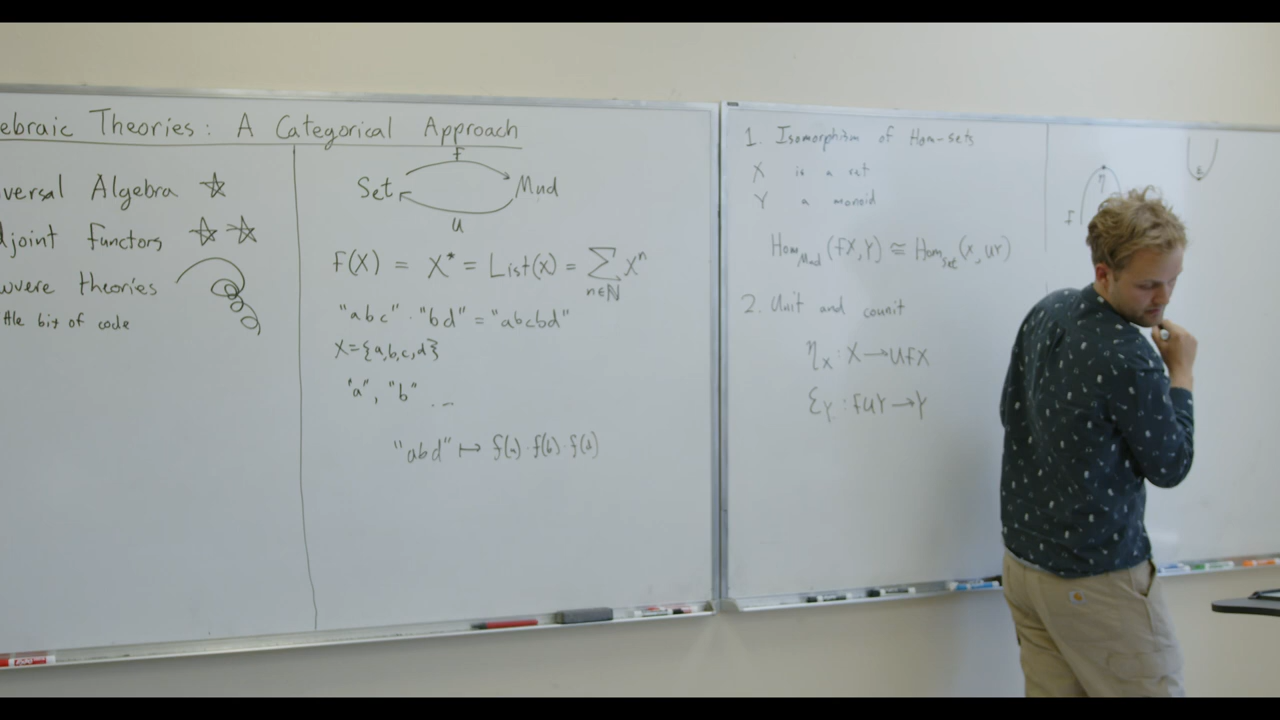 ebraic Theories: A Categorical Approach
versal Algebra ☆
djoint functors ☆ ☆
wvere theories
ttle bit of code
F
Set Mnd
U
F(X) = X* = List(X) = ∑ Xⁿ
n∈ℕ
"abc" · "bd" = "abcbd"
X={a,b,c,d}
"a", "b" ...
"abd" ↦ f(a)·f(b)·f(d)
1. Isomorphism of Hom-sets
X is a set
Y a monoid
Hom_Mnd(FX,Y) ≅ Hom_Set(X,UY)
2. Unit and counit
η_X : X → UFX
ε_Y : FUY → Y
η
F
ε